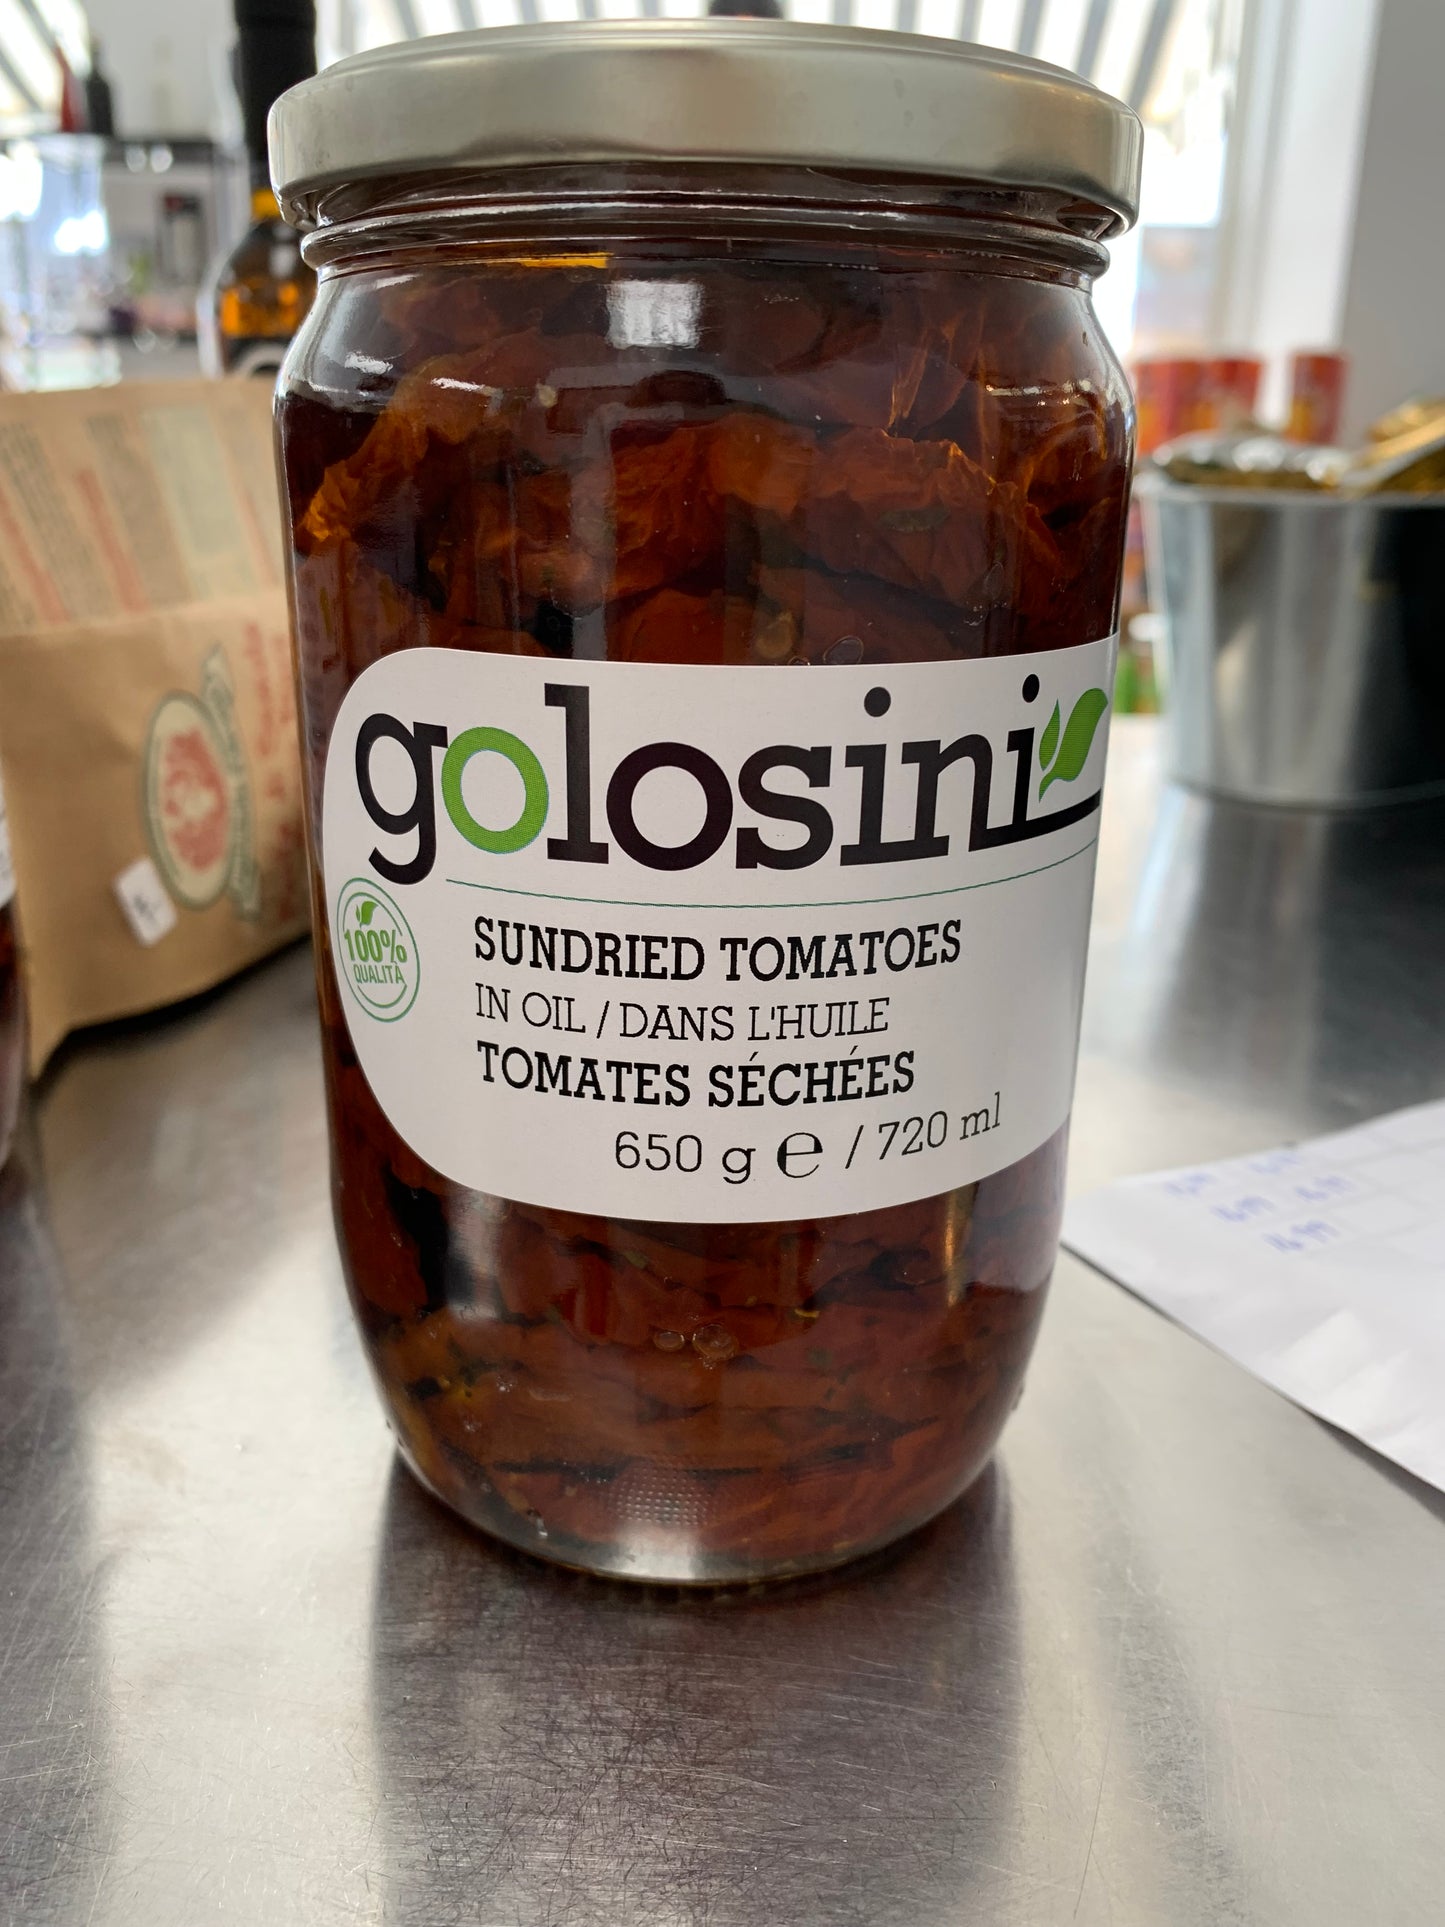 golosini
100%
QUALITÀ
SUNDRIED TOMATOES
IN OIL / DANS L'HUILE
TOMATES SÉCHÉES
650 g e / 720 ml